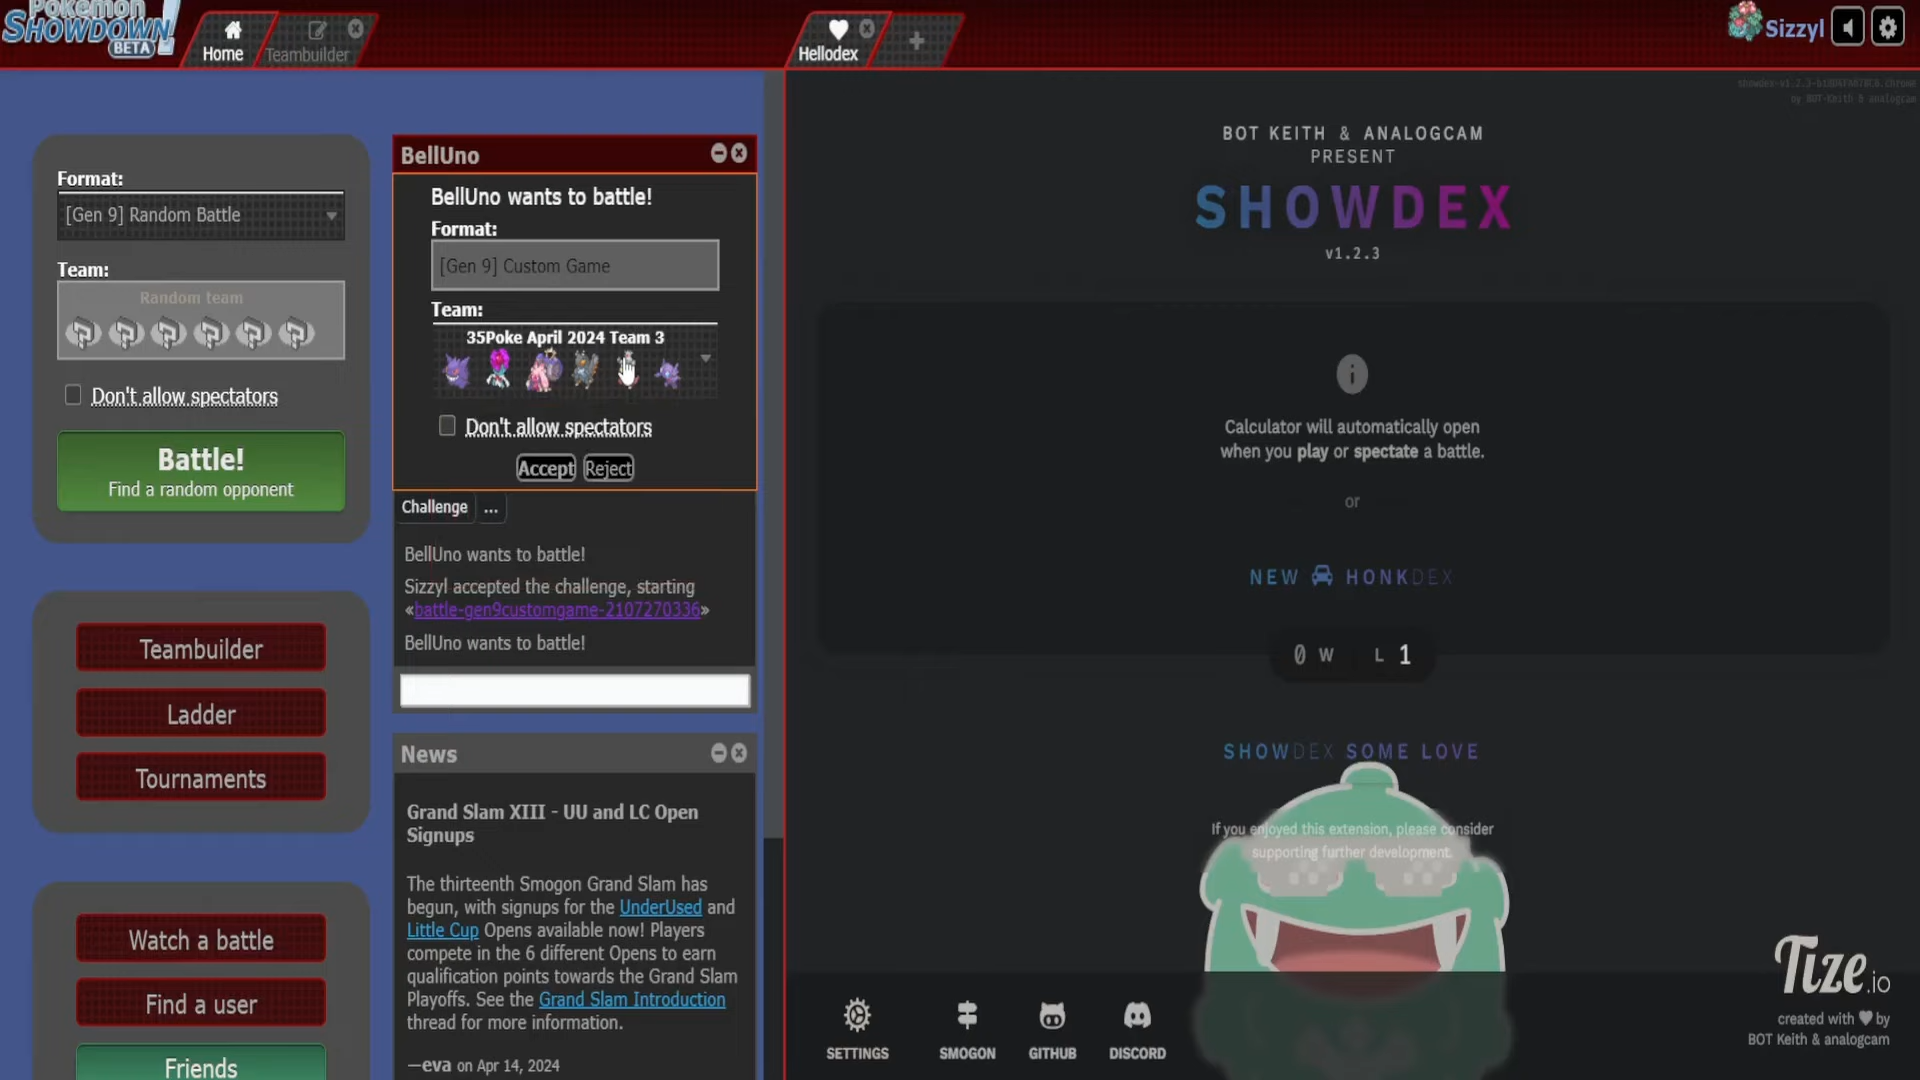 Pokémon
SHOWDOWN!
BETA
Home
Teambuilder
Hellodex
Sizzyl
by BOT Keith & analogcam
Format:
[Gen 9] Random Battle
Team:
Random team
Don't allow spectators
Battle!
Find a random opponent
Teambuilder
Ladder
Tournaments
Watch a battle
Find a user
Friends
BellUno
BellUno wants to battle!
Format:
[Gen 9] Custom Game
Team:
35Poke April 2024 Team 3
Don't allow spectators
Accept Reject
Challenge ...
BellUno wants to battle!
Sizzyl accepted the challenge, starting
«battle-gen9customgame-2107270336»
BellUno wants to battle!
News
Grand Slam XIII - UU and LC Open
Signups
The thirteenth Smogon Grand Slam has
begun, with signups for the UnderUsed and
Little Cup Opens available now! Players
compete in the 6 different Opens to earn
qualification points towards the Grand Slam
Playoffs. See the Grand Slam Introduction
thread for more information.
—eva on Apr 14, 2024
BOT KEITH & ANALOGCAM
PRESENT
SHOWDEX
v1.2.3
Calculator will automatically open
when you play or spectate a battle.
or
NEW HONKDEX
0 W L 1
SHOWDEX SOME LOVE
If you enjoyed this extension, please consider
supporting further development.
SETTINGS
SMOGON
GITHUB
DISCORD
Tize.io
created with ♥ by
BOT Keith & analogcam